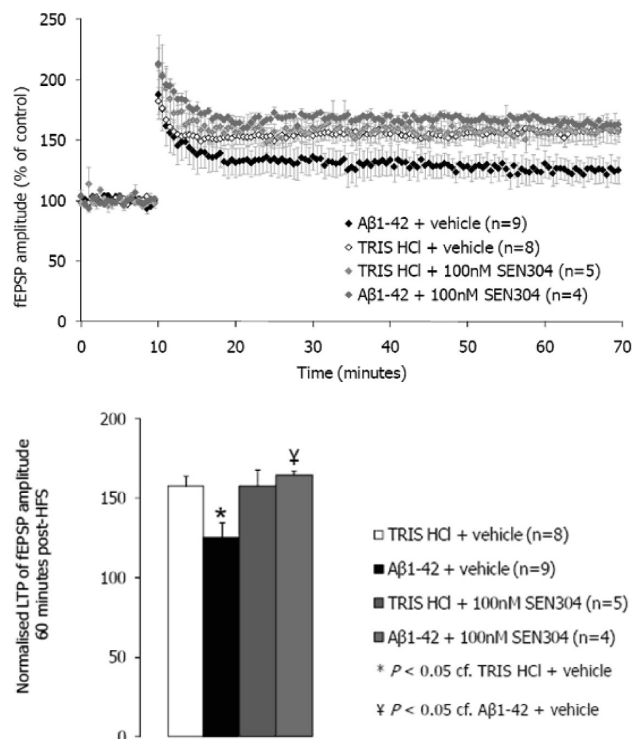 250
200
150
100
50
0
fEPSP amplitude (% of control)
Aβ1-42 + vehicle (n=9)
TRIS HCl + vehicle (n=8)
TRIS HCl + 100nM SEN304 (n=5)
Aβ1-42 + 100nM SEN304 (n=4)
0 10 20 30 40 50 60 70
Time (minutes)
200
150
100
50
0
Normalised LTP of fEPSP amplitude
60 minutes post-HFS
*
¥
TRIS HCl + vehicle (n=8)
Aβ1-42 + vehicle (n=9)
TRIS HCl + 100nM SEN304 (n=5)
Aβ1-42 + 100nM SEN304 (n=4)
* P < 0.05 cf. TRIS HCl + vehicle
¥ P < 0.05 cf. Aβ1-42 + vehicle